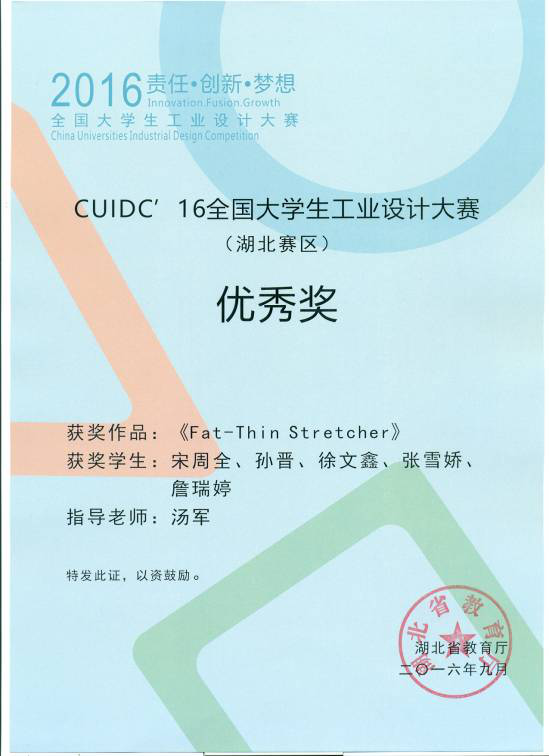 2016责任·创新·梦想
Innovation.Fusion.Growth
全国大学生工业设计大赛
China Universities Industrial Design Competition
CUIDC’16全国大学生工业设计大赛
（湖北赛区）
优秀奖
获奖作品：《Fat-Thin Stretcher》
获奖学生：宋周全、孙晋、徐文鑫、张雪娇、
詹瑞婷
指导老师：汤军
特发此证，以资鼓励。
湖北省教育厅
湖北省教育厅
二〇一六年九月